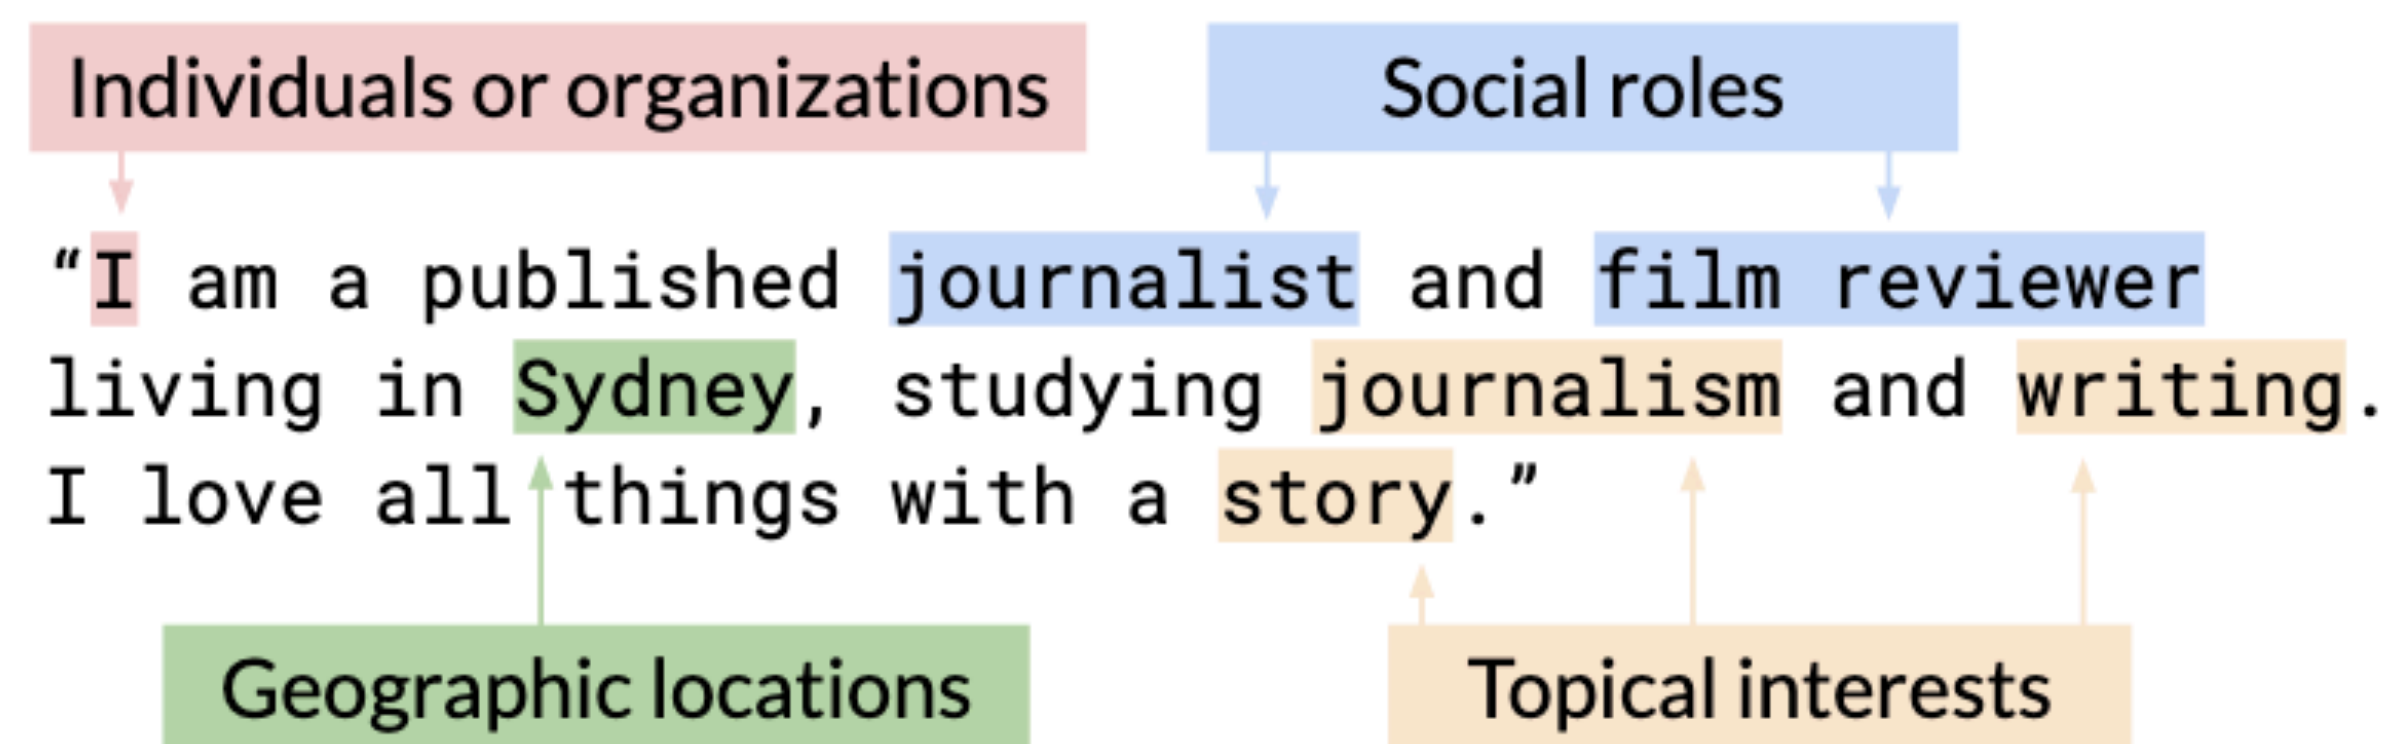 Individuals or organizations
Social roles
“I am a published journalist and film reviewer
living in Sydney, studying journalism and writing.
I love all things with a story.”
Geographic locations
Topical interests